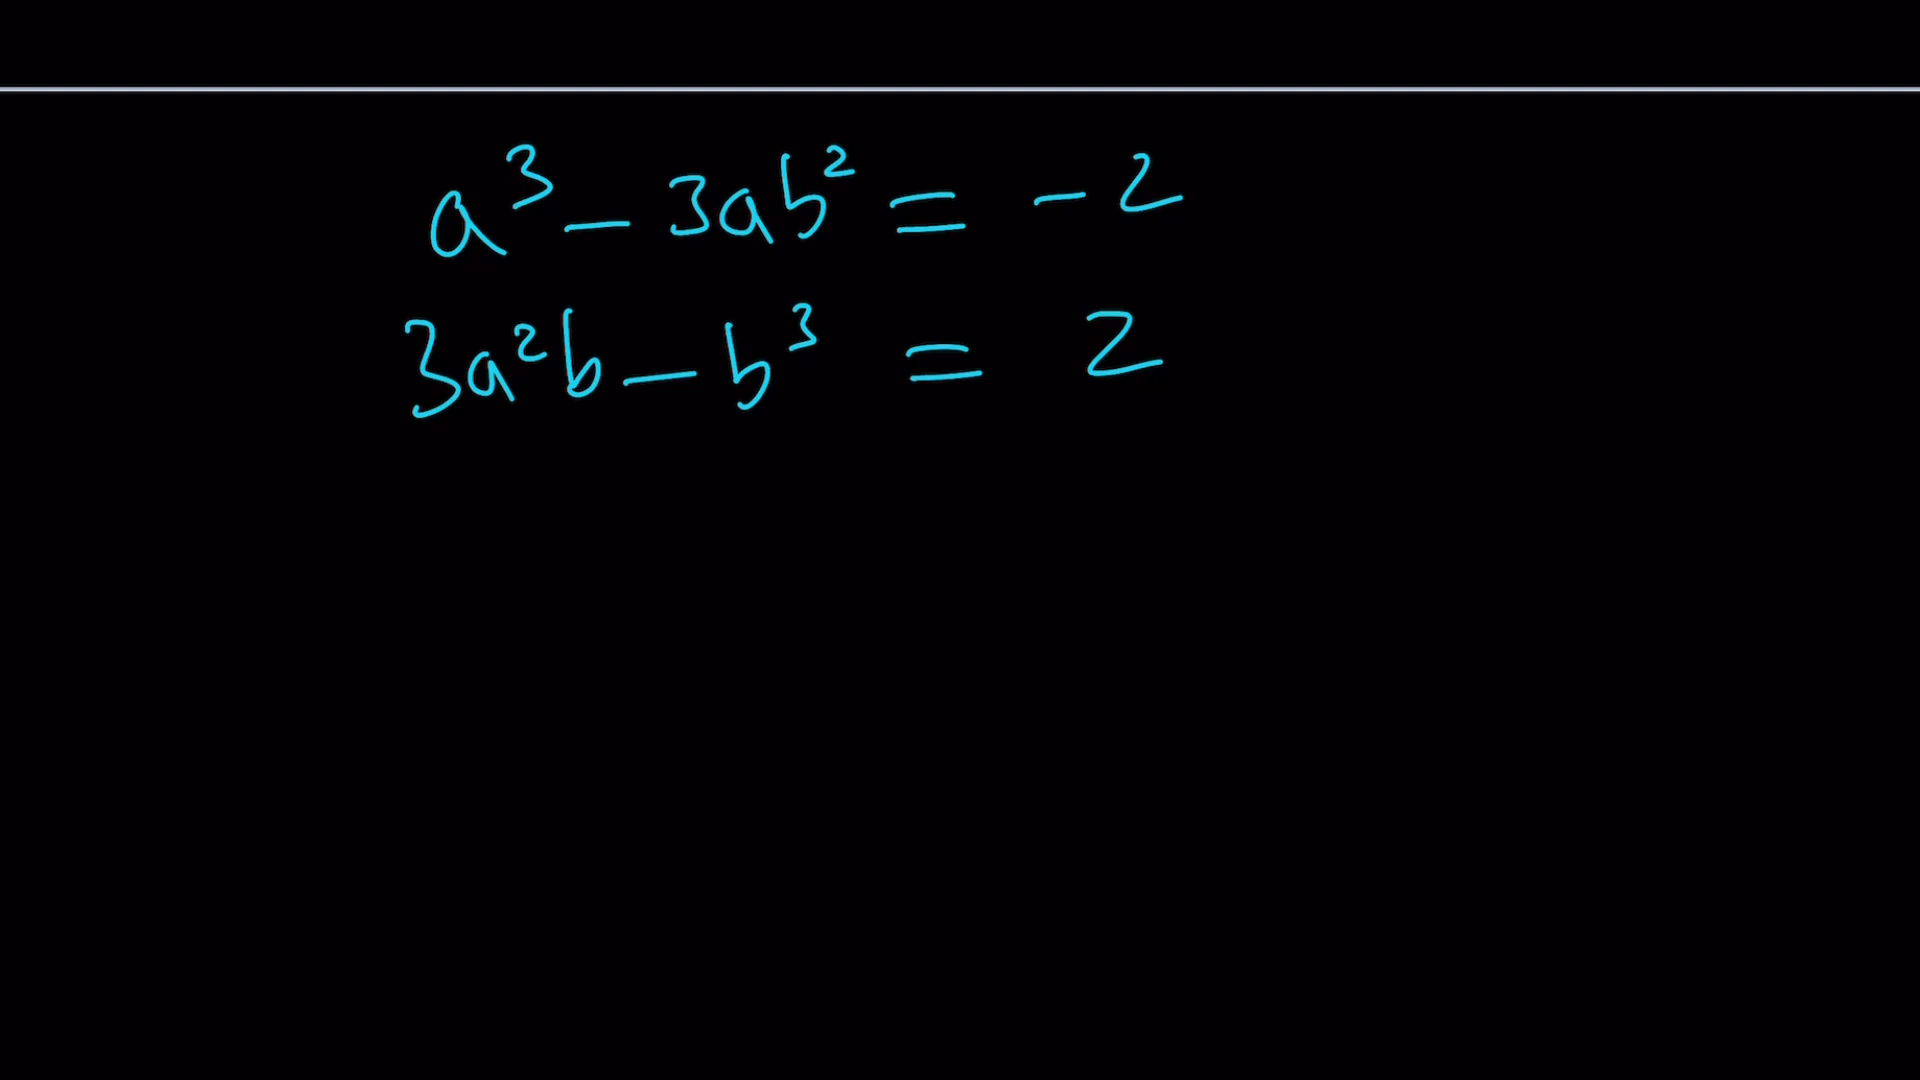 a³ - 3ab² = -2
3a²b - b³ = 2